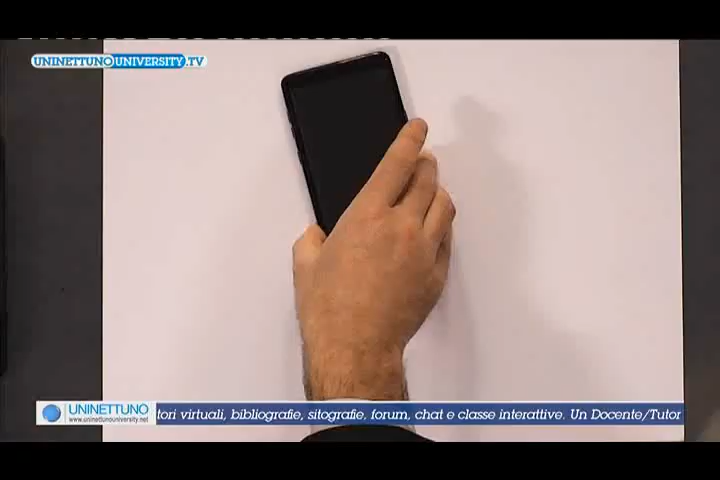 UNINETTUNOUNIVERSITY.TV
UNINETTUNO
www.uninettunouniversity.net
tori virtuali, bibliografie, sitografie, forum, chat e classe interattive. Un Docente/Tutor